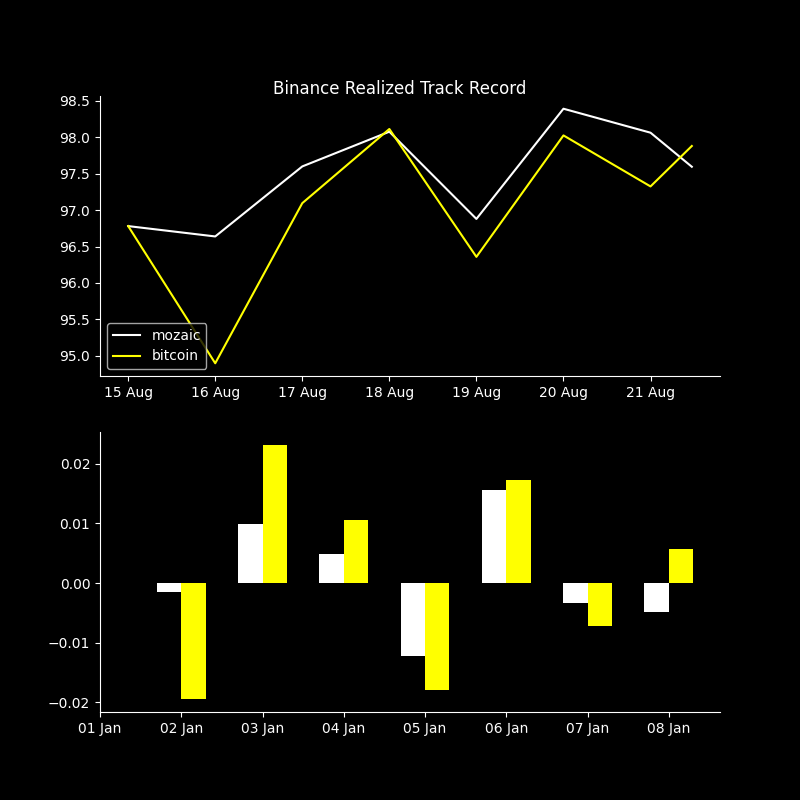 Binance Realized Track Record
98.5
98.0
97.5
97.0
96.5
96.0
95.5
95.0
mozaic
bitcoin
15 Aug 16 Aug 17 Aug 18 Aug 19 Aug 20 Aug 21 Aug
0.02
0.01
0.00
−0.01
−0.02
01 Jan 02 Jan 03 Jan 04 Jan 05 Jan 06 Jan 07 Jan 08 Jan